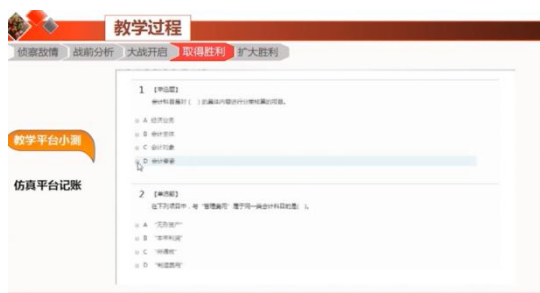 教学过程
侦察敌情 战前分析 大战开启 取得胜利 扩大胜利
教学平台小测
仿真平台记账
1 【单选题】
会计科目是对（ ）的具体内容进行分类核算的项目。
A 经济业务
B 会计主体
C 会计对象
D 会计要素
2 【单选题】
在下列项目中，与"管理费用"属于同一类会计科目的是( )。
A "无形资产"
B "本年利润"
C
D "制造费用"